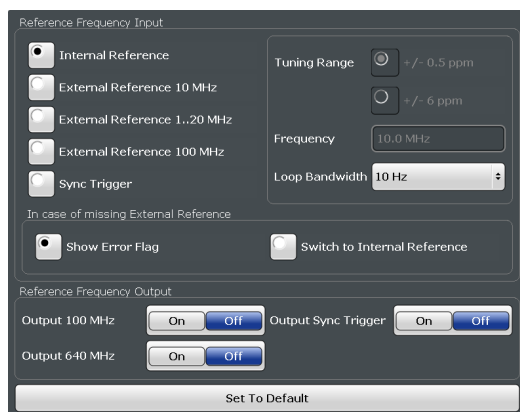 Reference Frequency Input
Internal Reference
External Reference 10 MHz
External Reference 1..20 MHz
External Reference 100 MHz
Sync Trigger
Tuning Range
+/- 0.5 ppm
+/- 6 ppm
Frequency 10.0 MHz
Loop Bandwidth 10 Hz
In case of missing External Reference
Show Error Flag Switch to Internal Reference
Reference Frequency Output
Output 100 MHz On Off Output Sync Trigger On Off
Output 640 MHz On Off
Set To Default